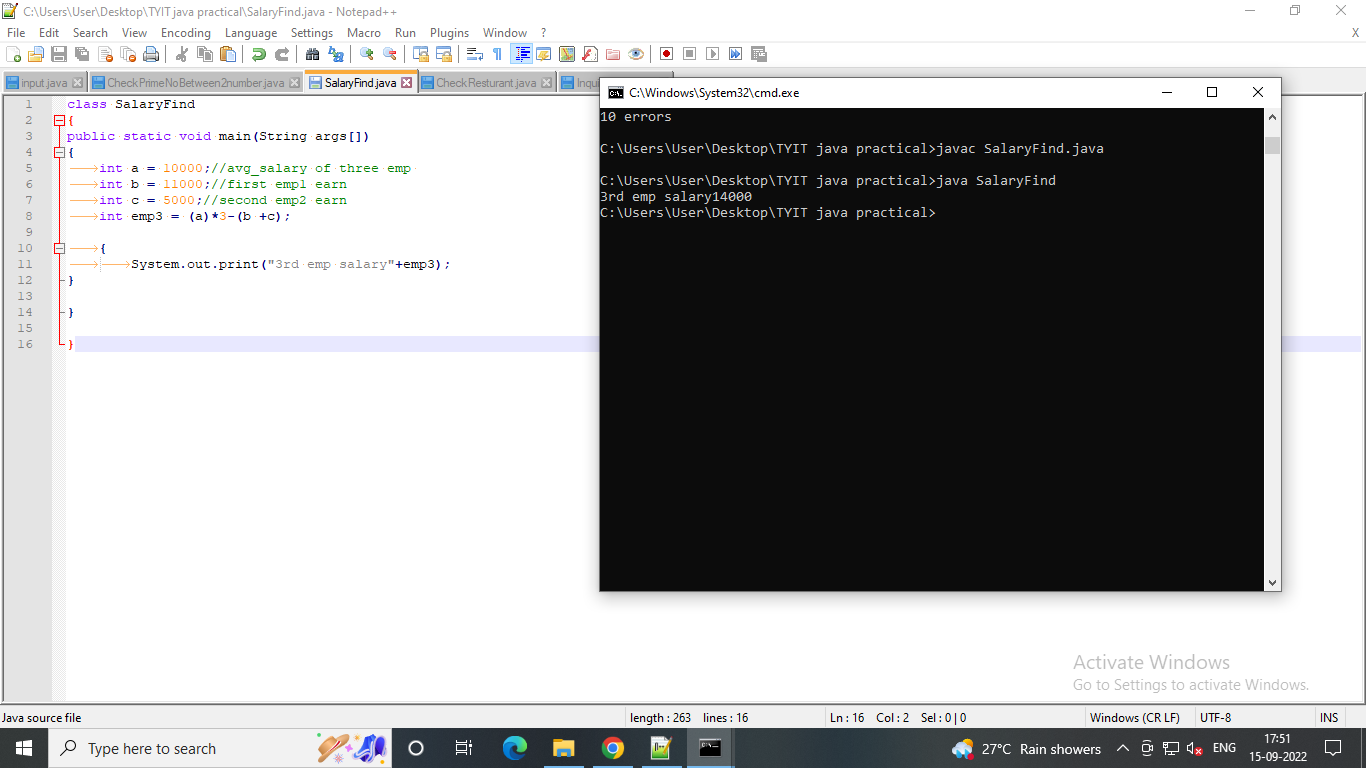 C:\Users\User\Desktop\TYIT java practical\SalaryFind.java - Notepad++
File Edit Search View Encoding Language Settings Macro Run Plugins Window ? X
input.java CheckPrimeNoBetween2number.java SalaryFind.java CheckResturant.java
1 class SalaryFind
2 {
3 public static void main(String args[])
4 {
5 int a = 10000;//avg_salary of three emp
6 int b = 11000;//first emp1 earn
7 int c = 5000;//second emp2 earn
8 int emp3 = (a)*3-(b +c);
9
10 {
11 System.out.print("3rd emp salary"+emp3);
12 }
13
14 }
15
16 }
C:\Windows\System32\cmd.exe
10 errors
C:\Users\User\Desktop\TYIT java practical>javac SalaryFind.java
C:\Users\User\Desktop\TYIT java practical>java SalaryFind
3rd emp salary14000
C:\Users\User\Desktop\TYIT java practical>
Activate Windows
Go to Settings to activate Windows.
Java source file length : 263 lines : 16 Ln : 16 Col : 2 Sel : 0 | 0 Windows (CR LF) UTF-8 INS
Type here to search 27°C Rain showers ENG 17:51
15-09-2022